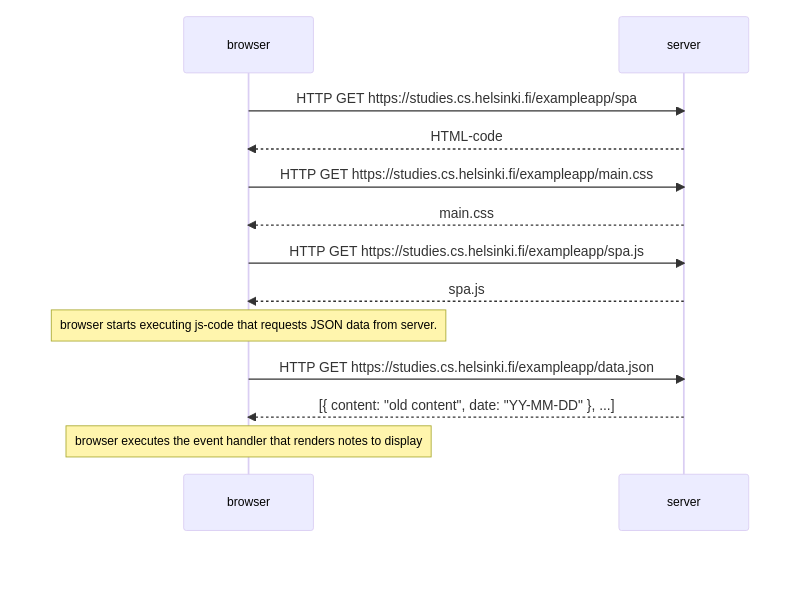 browser
server
HTTP GET https://studies.cs.helsinki.fi/exampleapp/spa
HTML-code
HTTP GET https://studies.cs.helsinki.fi/exampleapp/main.css
main.css
HTTP GET https://studies.cs.helsinki.fi/exampleapp/spa.js
spa.js
browser starts executing js-code that requests JSON data from server.
HTTP GET https://studies.cs.helsinki.fi/exampleapp/data.json
[{ content: "old content", date: "YY-MM-DD" }, ...]
browser executes the event handler that renders notes to display
browser
server